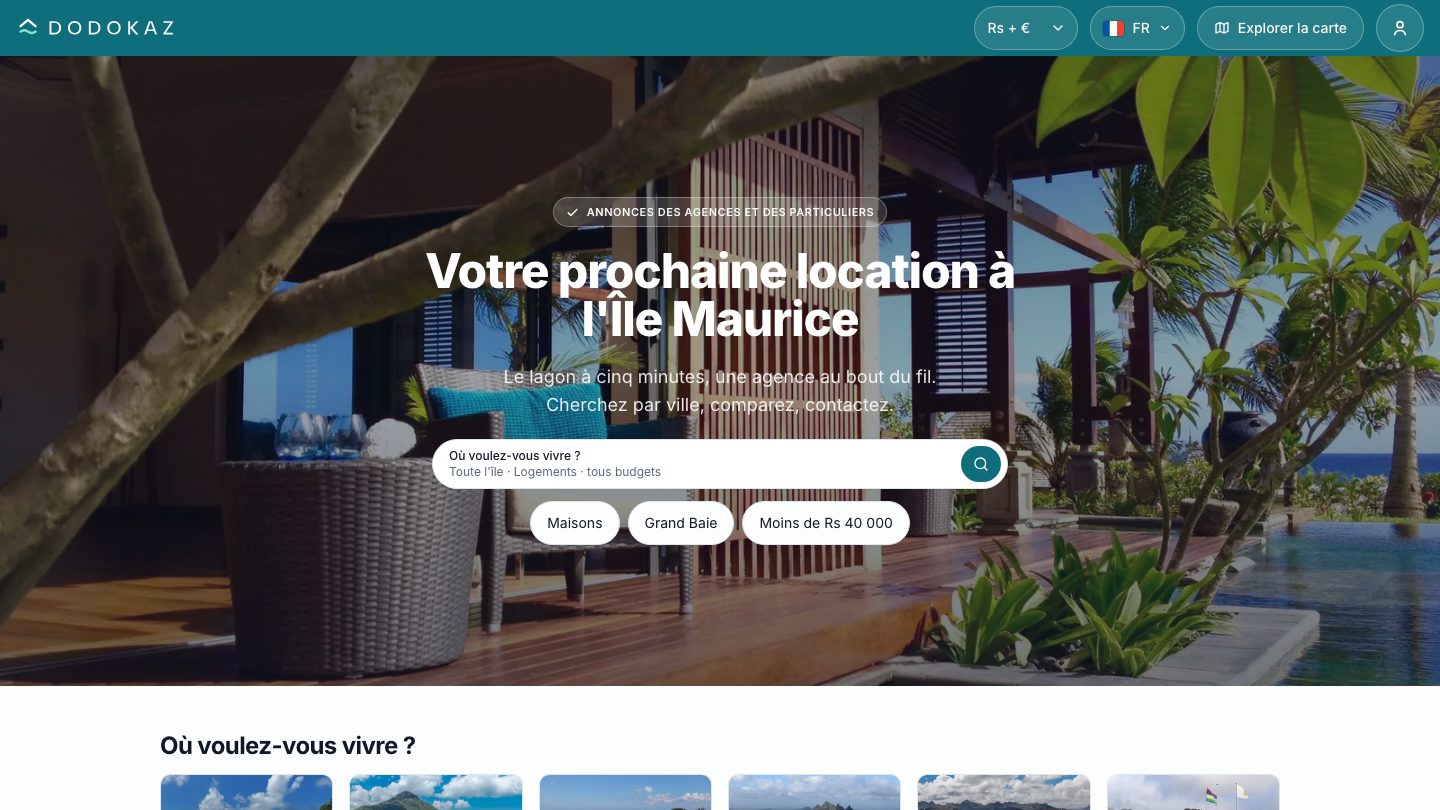 DODOKAZ
Rs + €
FR
Explorer la carte
ANNONCES DES AGENCES ET DES PARTICULIERS
Votre prochaine location à
l'Île Maurice
Le lagon à cinq minutes, une agence au bout du fil.
Cherchez par ville, comparez, contactez.
Où voulez-vous vivre ?
Toute l'île · Logements · tous budgets
Maisons
Grand Baie
Moins de Rs 40 000
Où voulez-vous vivre ?